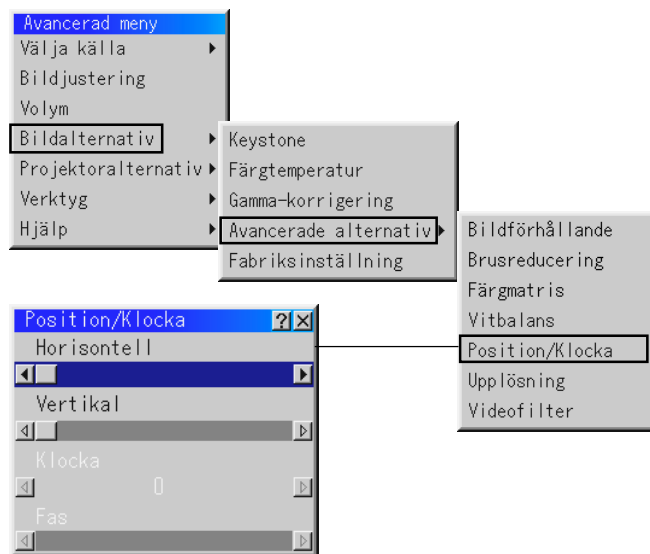 Avancerad meny
Välja källa
Bildjustering
Volym
Bildalternativ
Projektoralternativ
Verktyg
Hjälp
Keystone
Färgtemperatur
Gamma-korrigering
Avancerade alternativ
Fabriksinställning
Bildförhållande
Brusreducering
Färgmatris
Vitbalans
Position/Klocka
Upplösning
Videofilter
Position/Klocka ?
Horisontell
Vertikal
Klocka
0
Fas